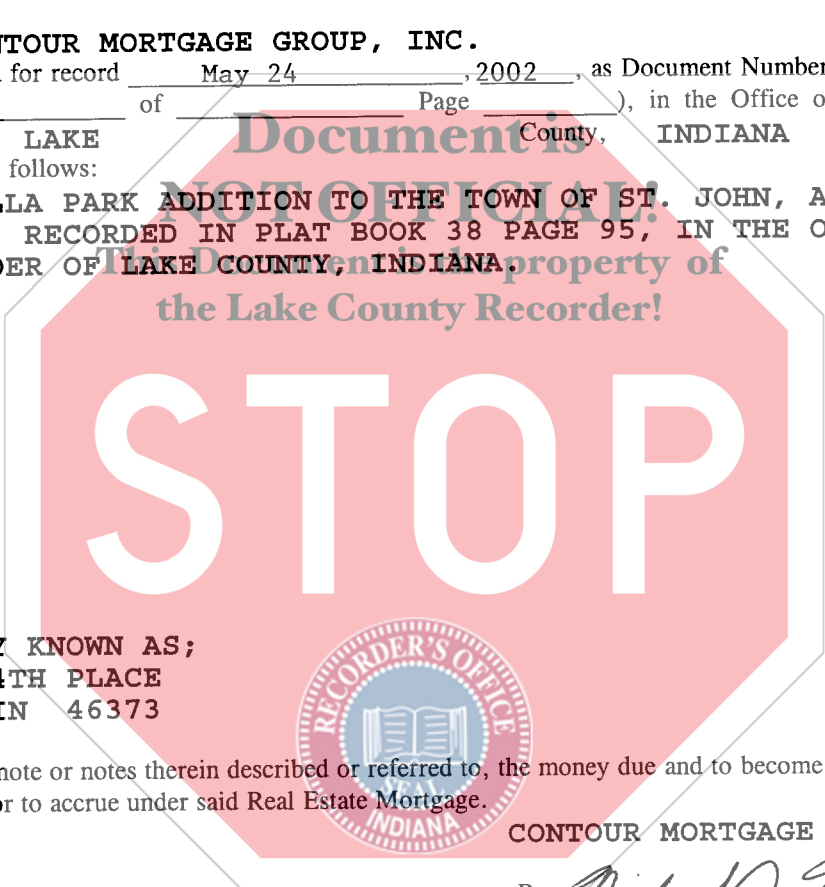 NTOUR MORTGAGE GROUP, INC.
for record May 24, 2002, as Document Number
of Page ), in the Office o
LAKE County, INDIANA
follows:
LA PARK ADDITION TO THE TOWN OF ST. JOHN, A
RECORDED IN PLAT BOOK 38 PAGE 95, IN THE O
DER OF LAKE COUNTY, INDIANA.
Document is
NOT OFFICIAL!
This Document is the property of
the Lake County Recorder!
STOP
KNOWN AS;
4TH PLACE
IN 46373
RECORDER'S OFFICE
SEAL
INDIANA
note or notes therein described or referred to, the money due and to become
or to accrue under said Real Estate Mortgage.
CONTOUR MORTGAGE